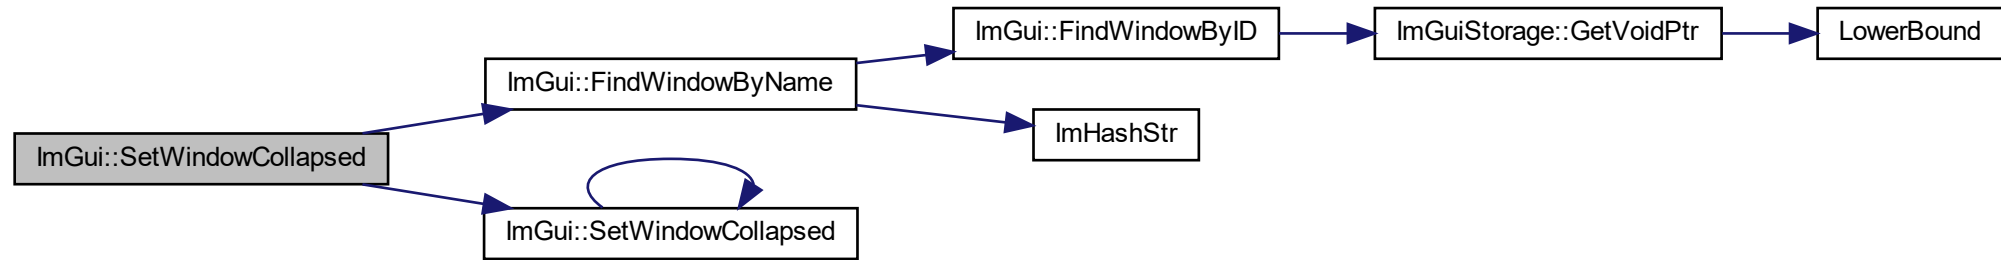 ImGui::SetWindowCollapsed
ImGui::FindWindowByName
ImGui::FindWindowByID
ImGuiStorage::GetVoidPtr
LowerBound
ImHashStr
ImGui::SetWindowCollapsed